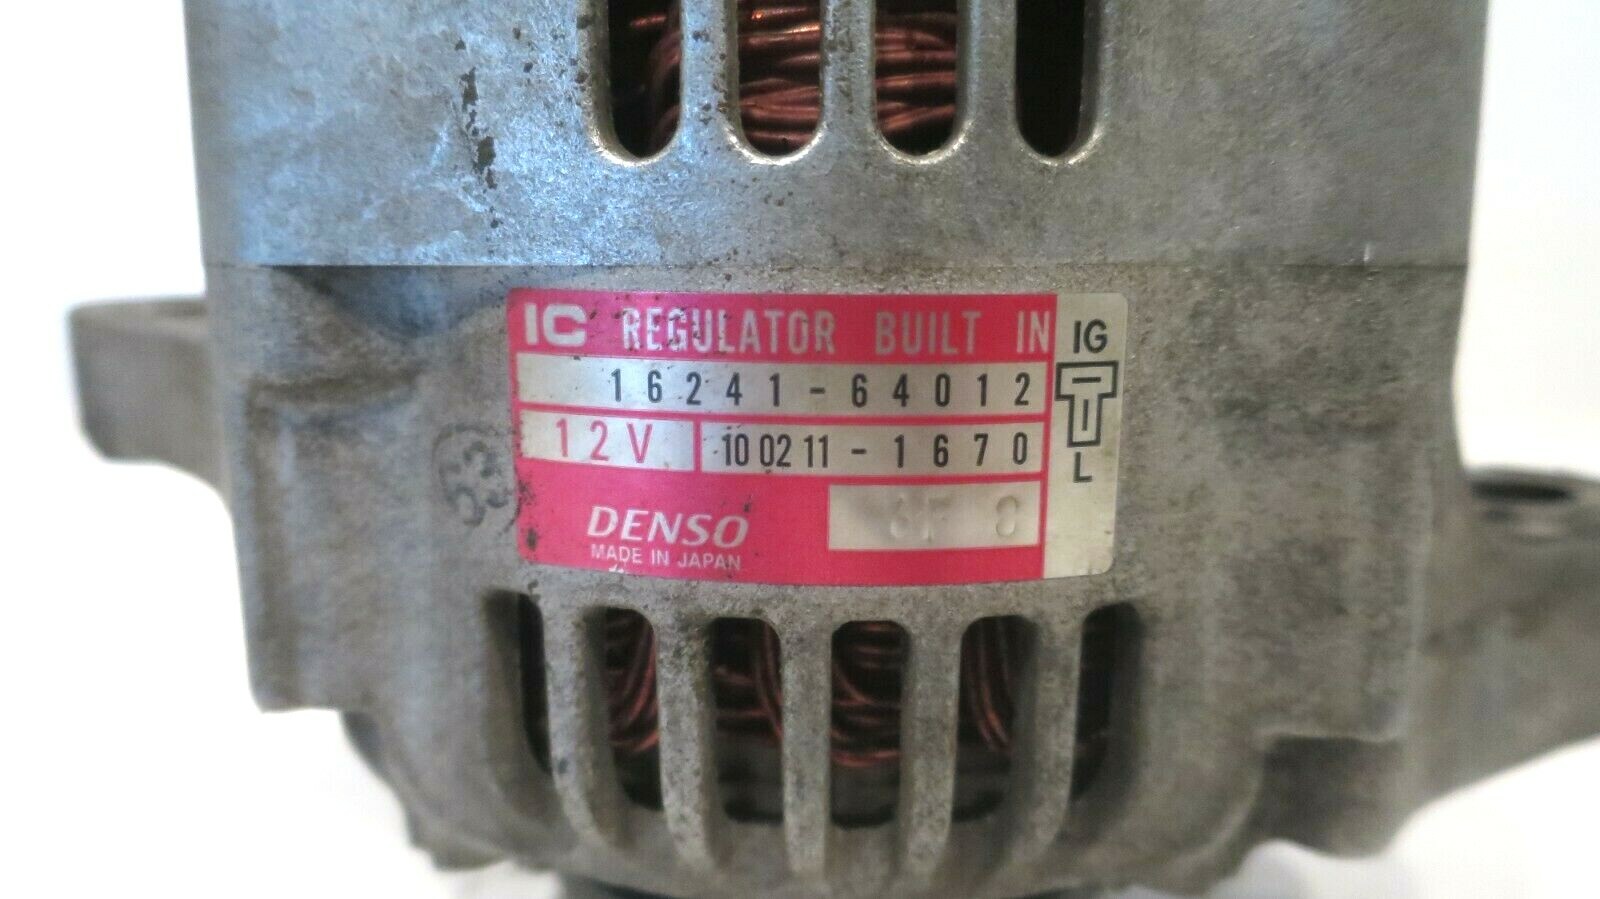 IC REGULATOR BUILT IN
16241-64012
12V 100211-1670
DENSO
MADE IN JAPAN
IG
L